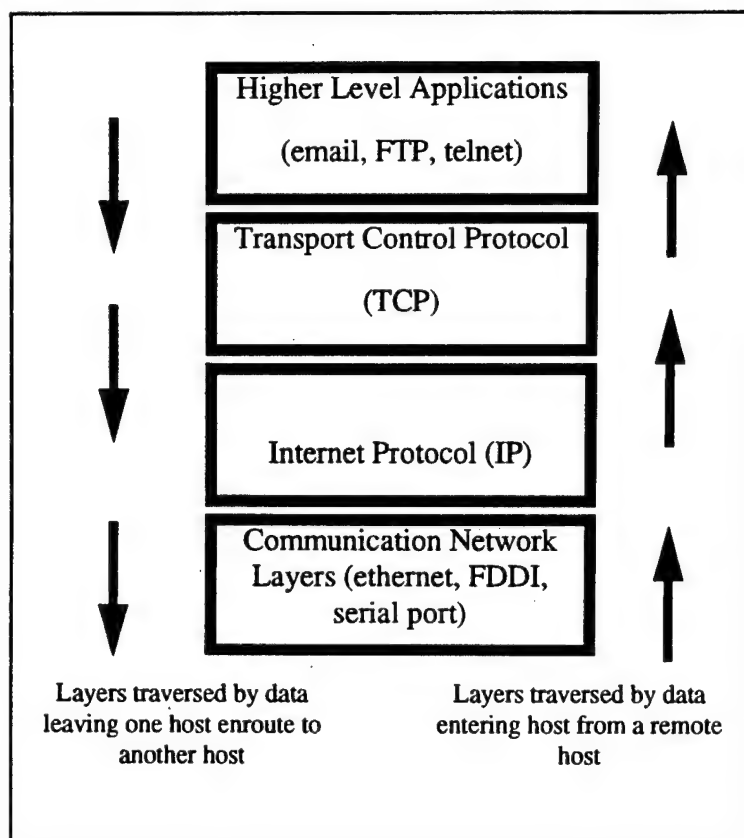 Higher Level Applications
(email, FTP, telnet)
Transport Control Protocol
(TCP)
Internet Protocol (IP)
Communication Network
Layers (ethernet, FDDI,
serial port)
Layers traversed by data
leaving one host enroute to
another host
Layers traversed by data
entering host from a remote
host